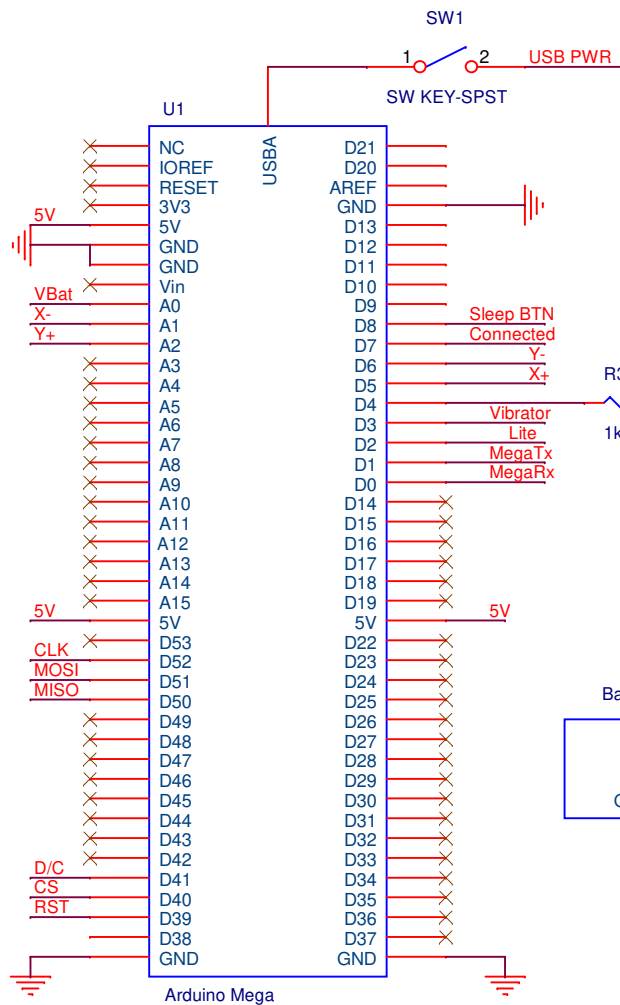 SW1
1 2 USB PWR
SW KEY-SPST
U1
USBA
NC D21
IOREF D20
RESET AREF
3V3 GND
5V 5V D13
GND D12
GND D11
Vin D10
VBat A0 D9
X- A1 D8 Sleep BTN
Y+ A2 D7 Connected
A3 D6 Y-
A4 D5 X+
A5 D4 R3
A6 D3 Vibrator 1k
A7 D2 Lite
A8 D1 MegaTx
A9 D0 MegaRx
A10 D14
A11 D15
A12 D16
A13 D17
A14 D18
A15 D19
5V 5V 5V 5V
D53 D22
CLK D52 D23
MOSI D51 D24
MISO D50 D25
Ba
D49 D26
D48 D27
D47 D28
D46 D29
D45 D30
D44 D31
D43 D32
D42 D33
D/C D41 D34
CS D40 D35
RST D39 D36
D38 D37
GND GND
Arduino Mega